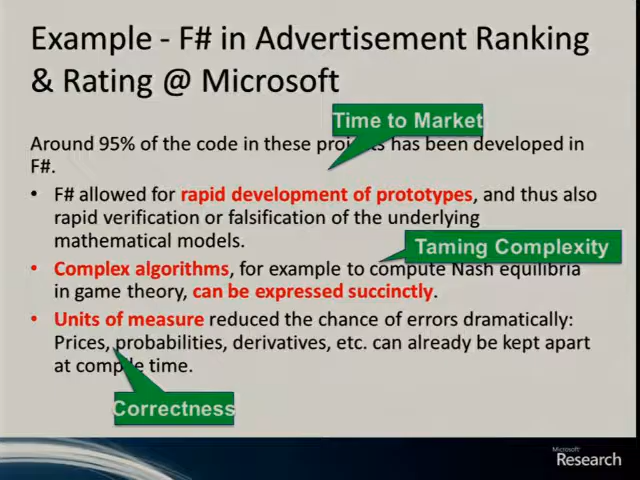 Example - F# in Advertisement Ranking
& Rating @ Microsoft
Time to Market
Around 95% of the code in these projects has been developed in
F#.
• F# allowed for rapid development of prototypes, and thus also
rapid verification or falsification of the underlying
mathematical models.
Taming Complexity
• Complex algorithms, for example to compute Nash equilibria
in game theory, can be expressed succinctly.
• Units of measure reduced the chance of errors dramatically:
Prices, probabilities, derivatives, etc. can already be kept apart
at compile time.
Correctness
Microsoft
Research